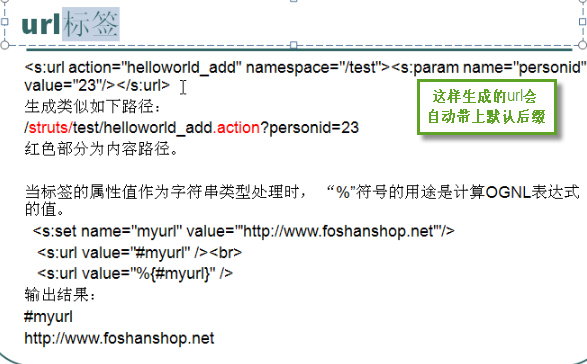 url标签
<s:url action="helloworld_add" namespace="/test"><s:param name="personid"
value="23"/></s:url>
这样生成的url会
自动带上默认后缀
生成类似如下路径：
/struts/test/helloworld_add.action?personid=23
红色部分为内容路径。
当标签的属性值作为字符串类型处理时， “%”符号的用途是计算OGNL表达式
的值。
<s:set name="myurl" value="'http://www.foshanshop.net'"/>
<s:url value="#myurl" /><br>
<s:url value="%{#myurl}" />
输出结果：
#myurl
http://www.foshanshop.net